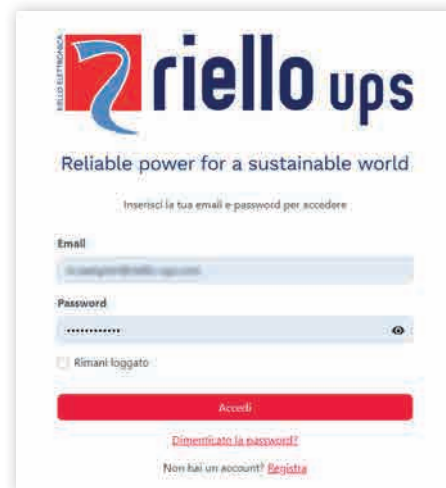 RIELLO ELETTRONICA
riello ups
Reliable power for a sustainable world
Inserisci la tua email e password per accedere
Email
Password
••••••••••••
Rimani loggato
Accedi
Dimenticato la password?
Non hai un account? Registra